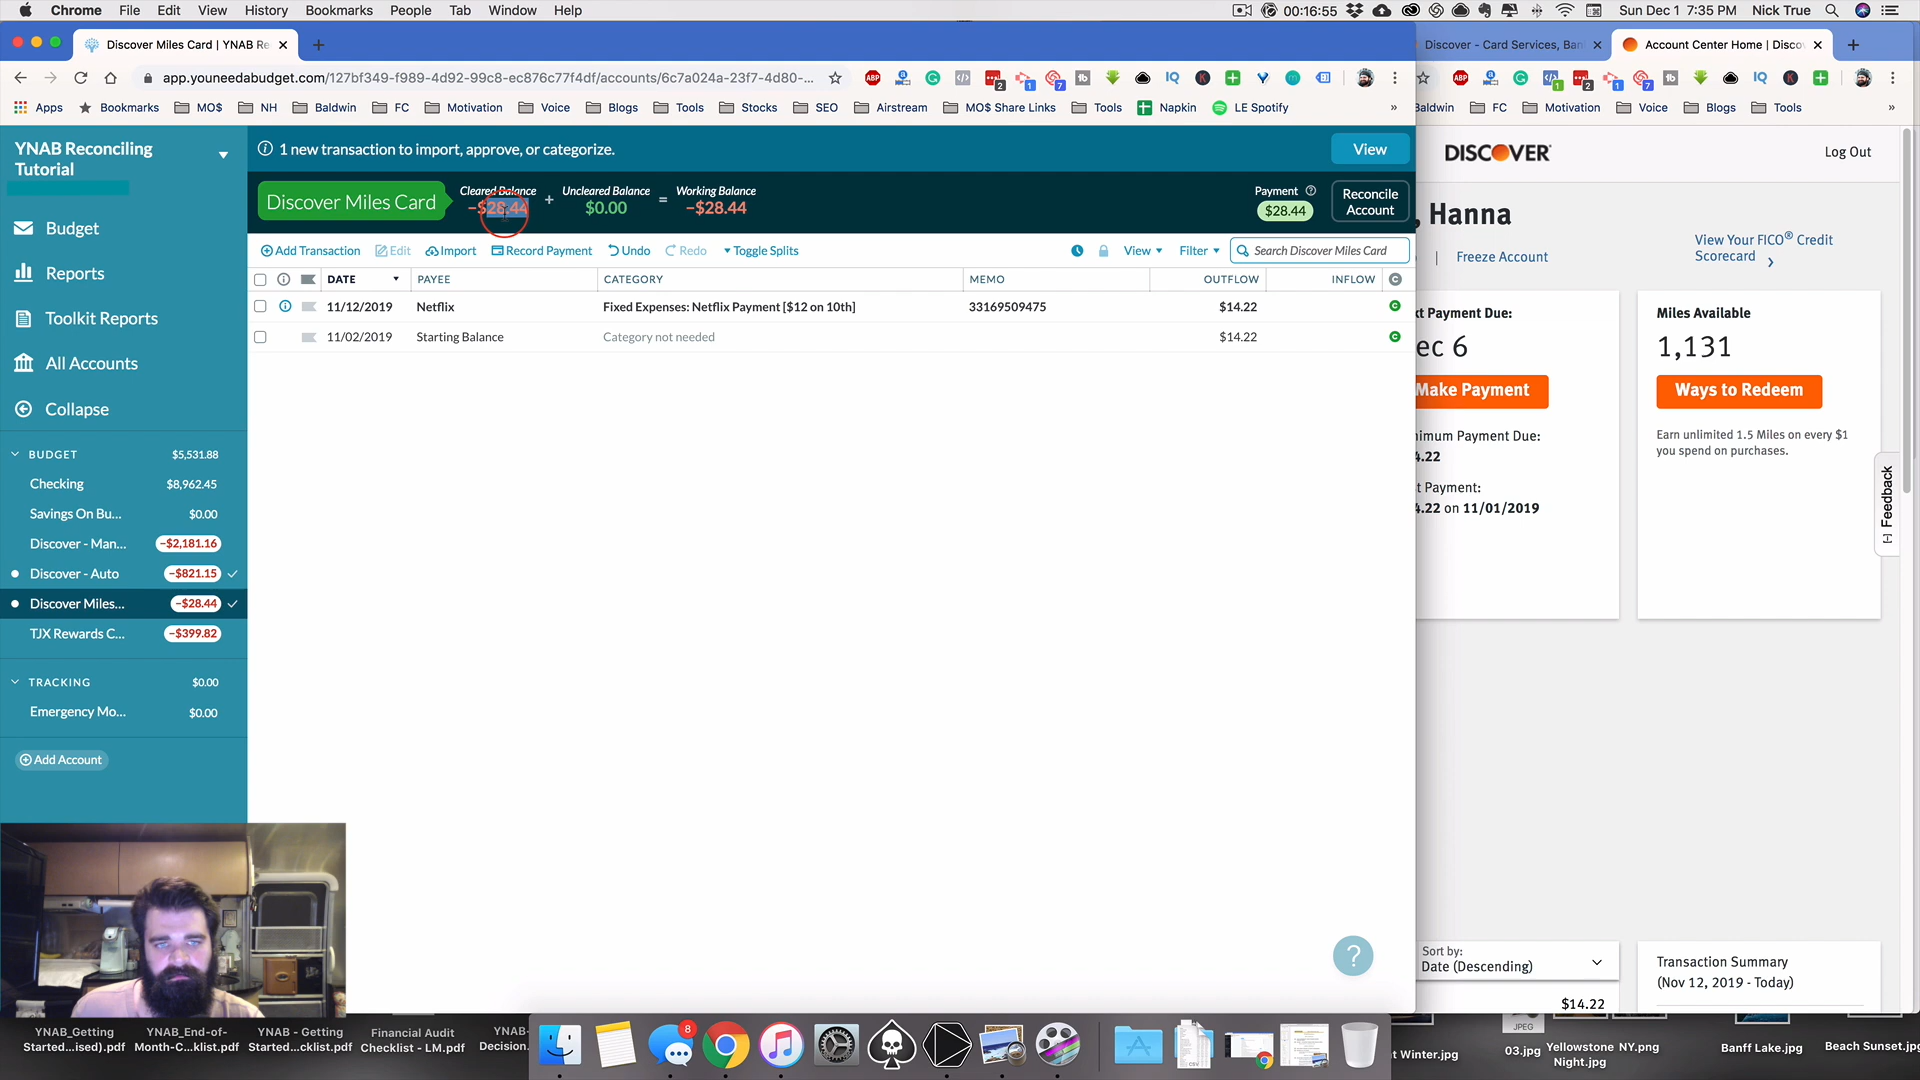 Chrome File Edit View History Bookmarks People Tab Window Help 00:16:55 Sun Dec 1 7:35 PM Nick True
Discover Miles Card | YNAB Re
Discover - Card Services, Ban
Account Center Home | Disco
app.youneedabudget.com/127bf349-f989-4d92-99c8-ec876c77f4df/accounts/6c7a024a-23f7-4d80-...
Apps Bookmarks MO$ NH Baldwin FC Motivation Voice Blogs Tools Stocks SEO Airstream MO$ Share Links Tools Napkin LE Spotify »
Baldwin FC Motivation Voice Blogs Tools »
YNAB Reconciling
Tutorial
1 new transaction to import, approve, or categorize.
View
Discover Miles Card
Cleared Balance
−$28.44
+
Uncleared Balance
$0.00
=
Working Balance
−$28.44
Payment
$28.44
Reconcile
Account
Add Transaction Edit Import Record Payment Undo Redo Toggle Splits View Filter Search Discover Miles Card
DATE PAYEE CATEGORY MEMO OUTFLOW INFLOW
11/12/2019 Netflix Fixed Expenses: Netflix Payment [$12 on 10th] 33169509475 $14.22
11/02/2019 Starting Balance Category not needed $14.22
Budget
Reports
Toolkit Reports
All Accounts
Collapse
BUDGET $5,531.88
Checking $8,962.45
Savings On Bu... $0.00
Discover - Man... −$2,181.16
Discover - Auto −$821.15
Discover Miles... −$28.44
TJX Rewards C... −$399.82
TRACKING $0.00
Emergency Mo... $0.00
Add Account
?
DISCOVER
Log Out
, Hanna
| Freeze Account
View Your FICO® Credit
Scorecard
xt Payment Due:
ec 6
Make Payment
nimum Payment Due:
4.22
t Payment:
4.22 on 11/01/2019
Miles Available
1,131
Ways to Redeem
Earn unlimited 1.5 Miles on every $1
you spend on purchases.
[-] Feedback
Sort by:
Date (Descending)
$14.22
Transaction Summary
(Nov 12, 2019 - Today)
YNAB_Getting
Started...ised).pdf
YNAB_End-of-
Month-C...klist.pdf
YNAB - Getting
Started...cklist.pdf
Financial Audit
Checklist - LM.pdf
YNAB-
Decision.
8
t Winter.jpg
JPEG
03.jpg
Yellowstone
Night.jpg
NY.png
Banff Lake.jpg
Beach Sunset.jpg